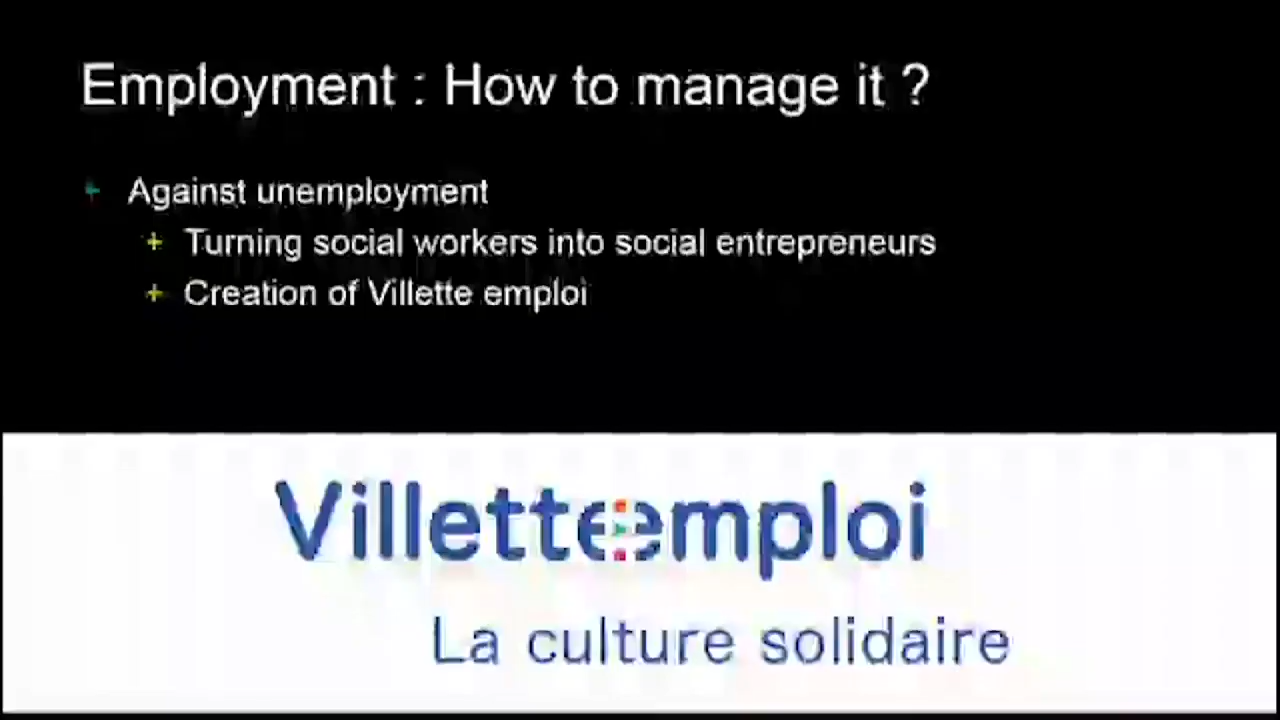 Employment : How to manage it ?
Against unemployment
+ Turning social workers into social entrepreneurs
+ Creation of Villette emploi
Villetteemploi
La culture solidaire